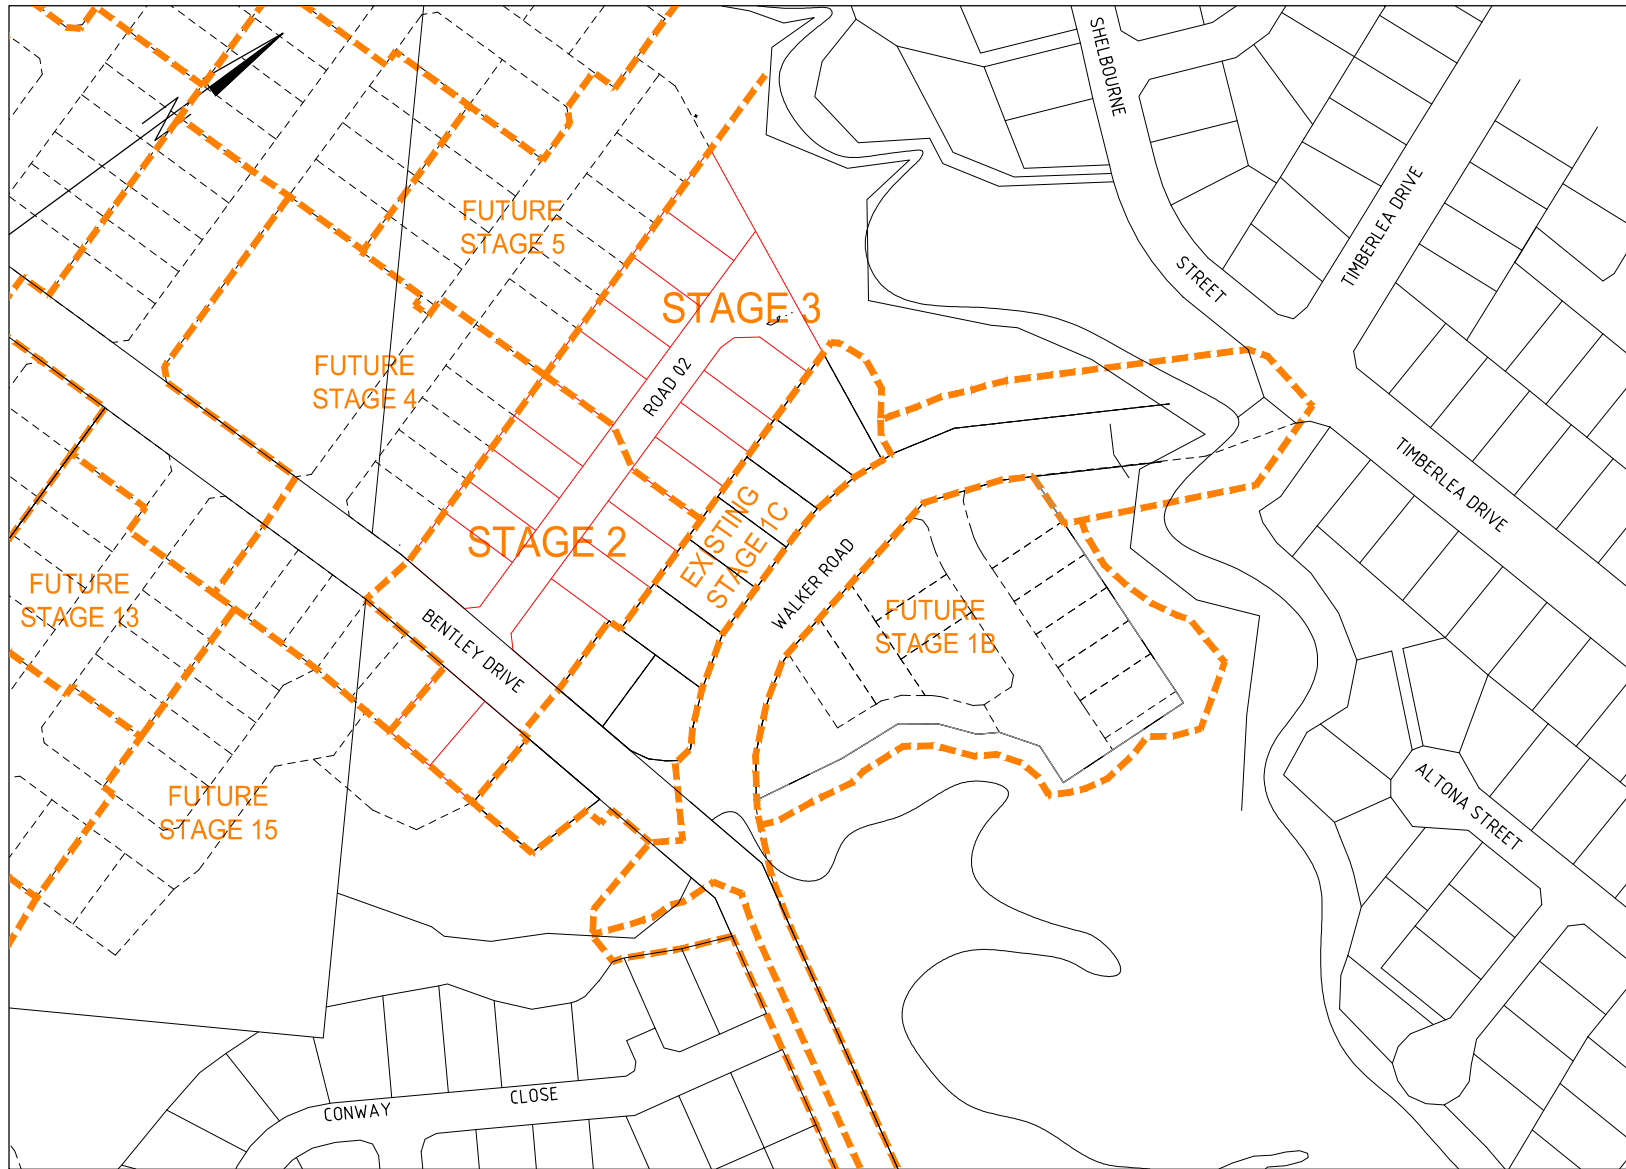 SHELBOURNE
STREET
TIMBERLEA DRIVE
FUTURE
STAGE 5
STAGE 3
FUTURE
STAGE 4
ROAD 02
TIMBERLEA DRIVE
EXISTING
STAGE 1C
STAGE 2
WALKER ROAD
FUTURE
STAGE 13
FUTURE
STAGE 1B
BENTLEY DRIVE
FUTURE
STAGE 15
ALTONA STREET
CONWAY CLOSE